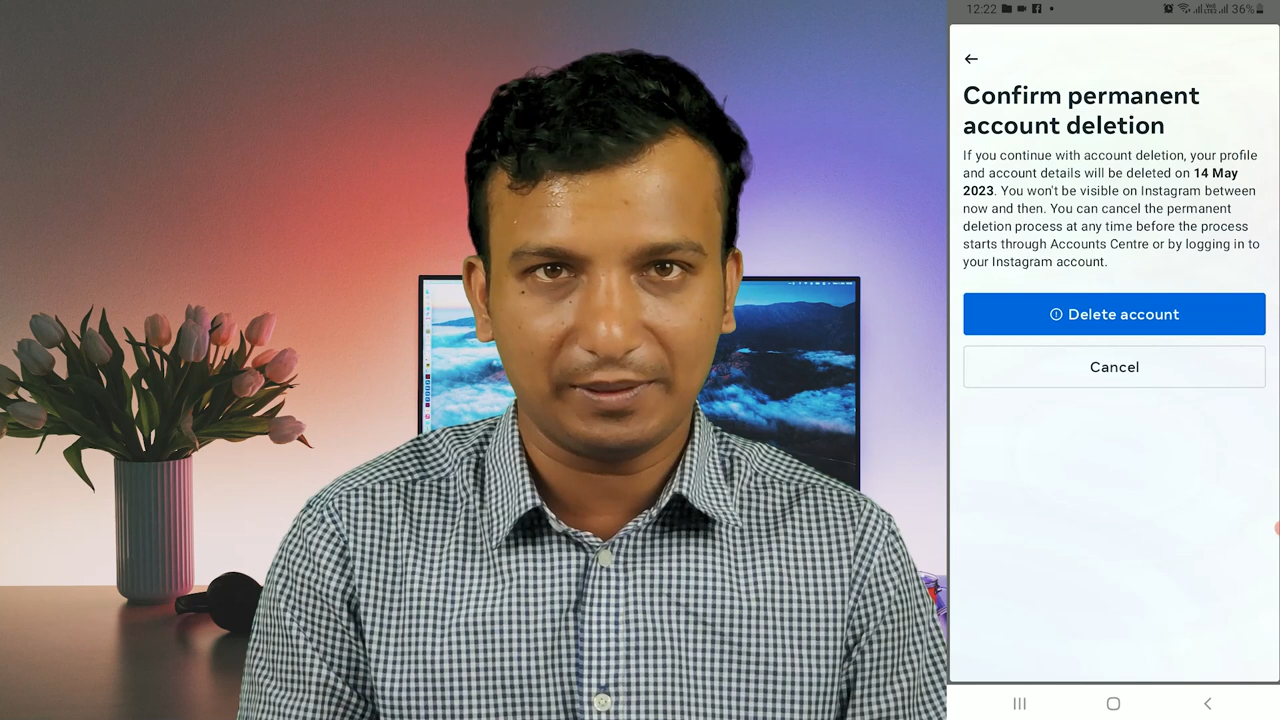 12:22
36%
Confirm permanent
account deletion
If you continue with account deletion, your profile
and account details will be deleted on 14 May
2023. You won't be visible on Instagram between
now and then. You can cancel the permanent
deletion process at any time before the process
starts through Accounts Centre or by logging in to
your Instagram account.
Delete account
Cancel